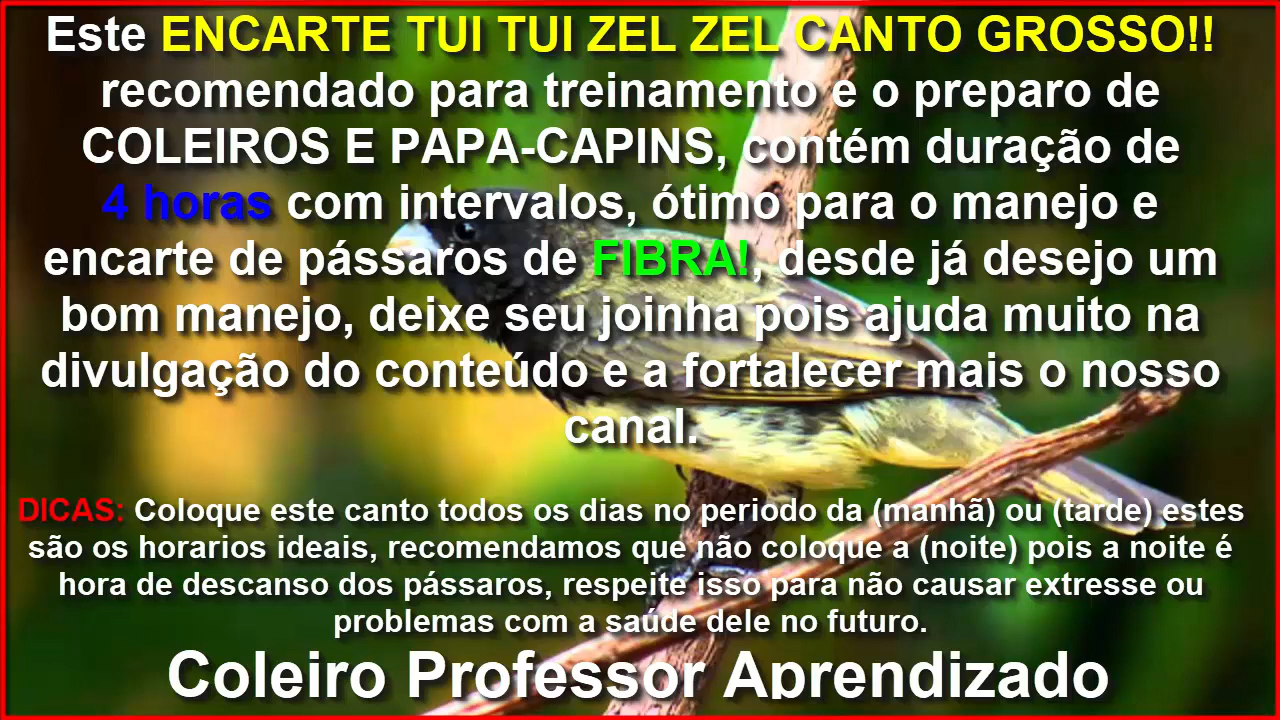 Este ENCARTE TUI TUI ZEL ZEL CANTO GROSSO!!
recomendado para treinamento e o preparo de
COLEIROS E PAPA-CAPINS, contém duração de
4 horas com intervalos, ótimo para o manejo e
encarte de pássaros de FIBRA!, desde já desejo um
bom manejo, deixe seu joinha pois ajuda muito na
divulgação do conteúdo e a fortalecer mais o nosso
canal.
DICAS: Coloque este canto todos os dias no periodo da (manhã) ou (tarde) estes
são os horarios ideais, recomendamos que não coloque a (noite) pois a noite é
hora de descanso dos pássaros, respeite isso para não causar extresse ou
problemas com a saúde dele no futuro.
Coleiro Professor Aprendizado